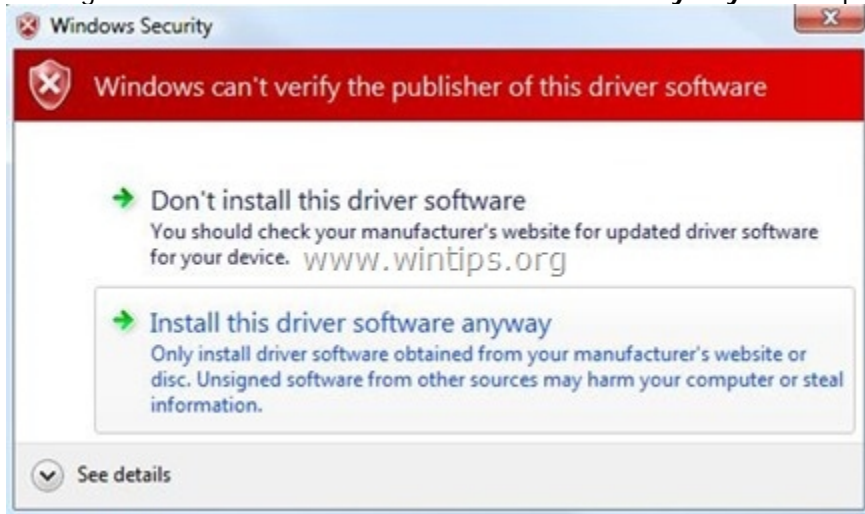 Windows Security
Windows can't verify the publisher of this driver software
Don't install this driver software
You should check your manufacturer's website for updated driver software
for your device.
www.wintips.org
Install this driver software anyway
Only install driver software obtained from your manufacturer's website or
disc. Unsigned software from other sources may harm your computer or steal
information.
See details